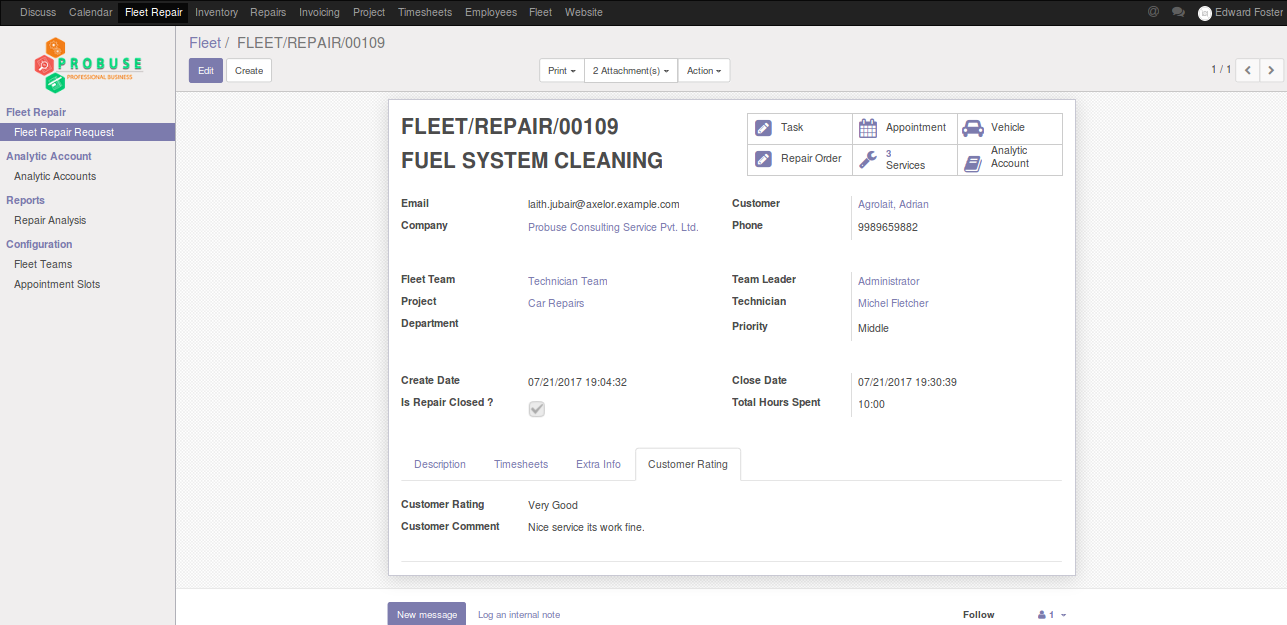 Discuss Calendar Fleet Repair Inventory Repairs Invoicing Project Timesheets Employees Fleet Website Edward Foster
PROBUSE
PROFESSIONAL BUSINESS
Fleet Repair
Fleet Repair Request
Analytic Account
Analytic Accounts
Reports
Repair Analysis
Configuration
Fleet Teams
Appointment Slots
Fleet / FLEET/REPAIR/00109
Edit Create Print 2 Attachment(s) Action 1 / 1
FLEET/REPAIR/00109
FUEL SYSTEM CLEANING
Task Appointment Vehicle
Repair Order 3 Services Analytic Account
Email laith.jubair@axelor.example.com Customer Agrolait, Adrian
Company Probuse Consulting Service Pvt. Ltd. Phone 9989659882
Fleet Team Technician Team Team Leader Administrator
Project Car Repairs Technician Michel Fletcher
Department Priority Middle
Create Date 07/21/2017 19:04:32 Close Date 07/21/2017 19:30:39
Is Repair Closed ? Total Hours Spent 10:00
Description Timesheets Extra Info Customer Rating
Customer Rating Very Good
Customer Comment Nice service its work fine.
New message Log an internal note Follow 1